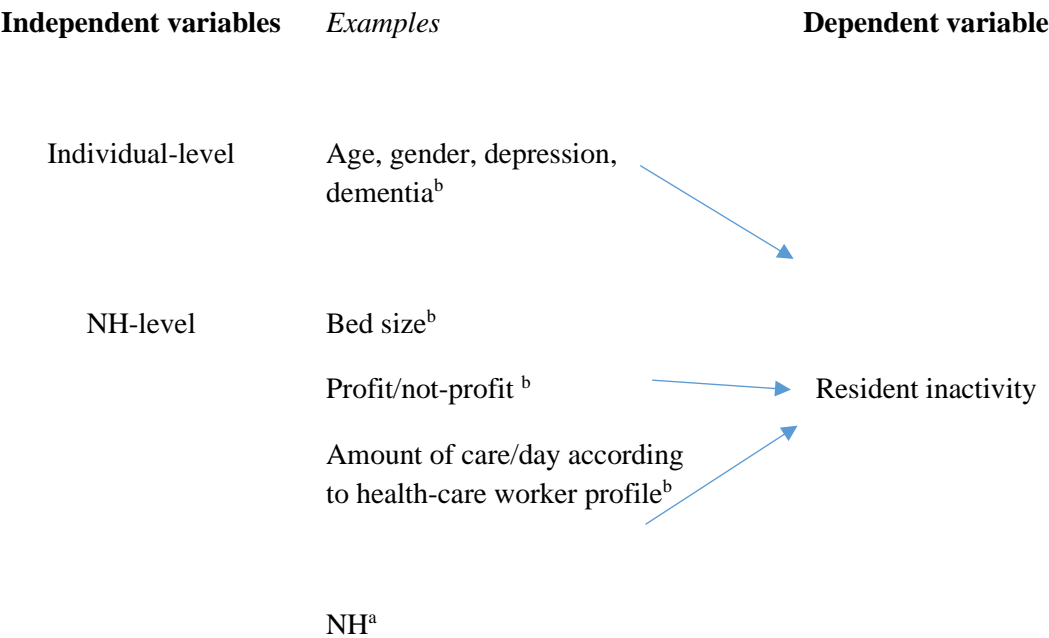 Independent variables Examples Dependent variable
Individual-level Age, gender, depression,
dementiaᵇ
NH-level Bed sizeᵇ
Profit/not-profit ᵇ Resident inactivity
Amount of care/day according
to health-care worker profileᵇ
NHᵃ